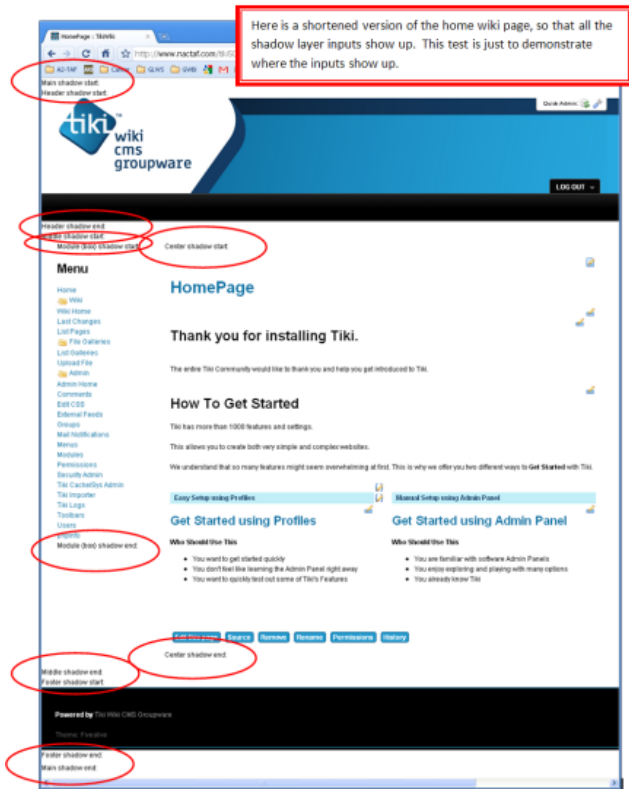 Here is a shortened version of the home wiki page, so that all the
shadow layer inputs show up. This test is just to demonstrate
where the inputs show up.
HomePage : TikiWiki
http://www.nactaf.com/tiki
A2-TAF
GLWS
GWB
Main shadow start:
Header shadow start:
Quick Admin:
tiki
wiki
cms
groupware
LOG OUT
Header shadow end:
Middle shadow start:
Module (box) shadow start:
Center shadow start:
Menu
Home
Wiki
Wiki Home
Last Changes
List Pages
File Galleries
List Galleries
Upload File
Admin
Admin Home
Comments
Edit CSS
External Feeds
Groups
Mail Notifications
Menus
Modules
Permissions
Security Admin
Tiki Cache/Sys Admin
Tiki Importer
Tiki Logs
Toolbars
Users
Module (box) shadow end:
HomePage
Thank you for installing Tiki.
The entire Tiki Community would like to thank you and help you get introduced to Tiki.
How To Get Started
Tiki has more than 1000 features and settings.
This allows you to create both very simple and complex websites.
We understand that so many features might seem overwhelming at first. This is why we offer you two different ways to Get Started with Tiki.
Easy Setup using Profiles
Get Started using Profiles
Who Should Use This
You want to get started quickly
You don't feel like learning the Admin Panel right away
You want to quickly test out some of Tiki's Features
Manual Setup using Admin Panel
Get Started using Admin Panel
Who Should Use This
You are familiar with software Admin Panels
You enjoy exploring and playing with many options
You already know Tiki
Source Remove Rename Permissions History
Center shadow end:
Middle shadow end:
Footer shadow start:
Powered by Tiki Wiki CMS Groupware
Theme: Fivealive
Footer shadow end:
Main shadow end: